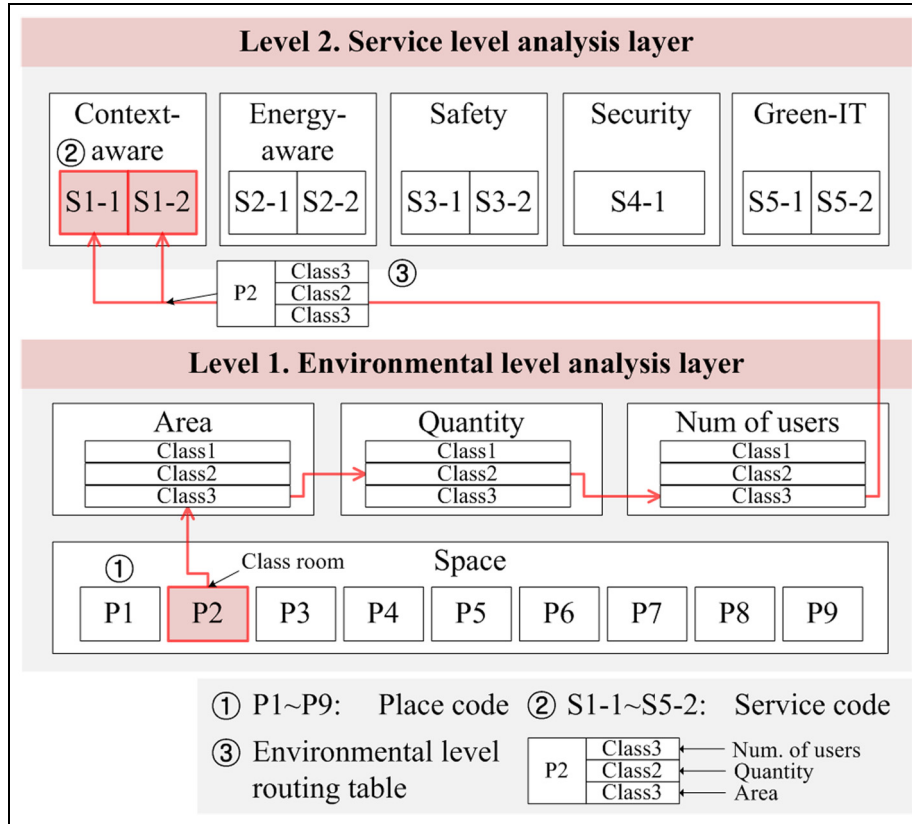 Level 2. Service level analysis layer
Context-
aware
②
S1-1 S1-2
Energy-
aware
S2-1 S2-2
Safety
S3-1 S3-2
Security
S4-1
Green-IT
S5-1 S5-2
P2
Class3
Class2
Class3
③
Level 1. Environmental level analysis layer
Area
Class1
Class2
Class3
Quantity
Class1
Class2
Class3
Num of users
Class1
Class2
Class3
①
Class room
Space
P1 P2 P3 P4 P5 P6 P7 P8 P9
① P1~P9: Place code ② S1-1~S5-2: Service code
③ Environmental level
routing table
P2
Class3 Num. of users
Class2 Quantity
Class3 Area